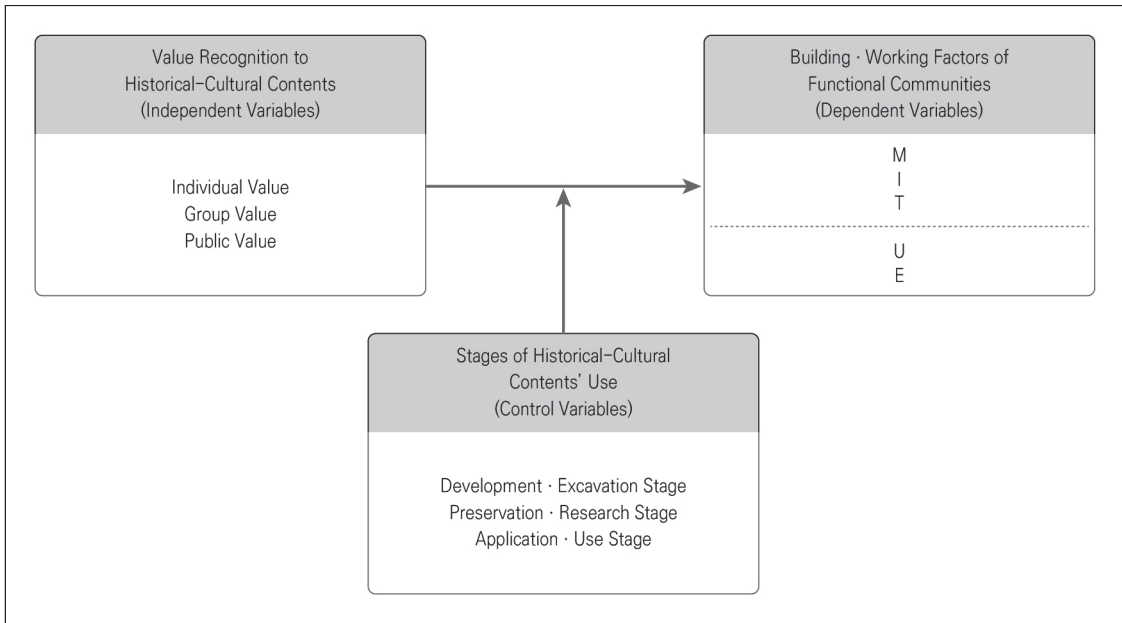 Value Recognition to
Historical-Cultural Contents
(Independent Variables)
Individual Value
Group Value
Public Value
Building · Working Factors of
Functional Communities
(Dependent Variables)
M
I
T
U
E
Stages of Historical-Cultural
Contents’ Use
(Control Variables)
Development · Excavation Stage
Preservation · Research Stage
Application · Use Stage